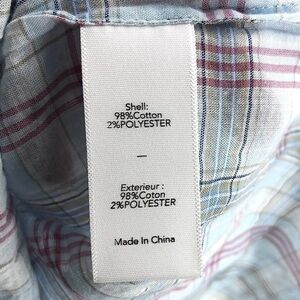 Shell:
98%Cotton
2%POLYESTER
—
Exterieur :
98%Coton
2%POLYESTER
Made In China